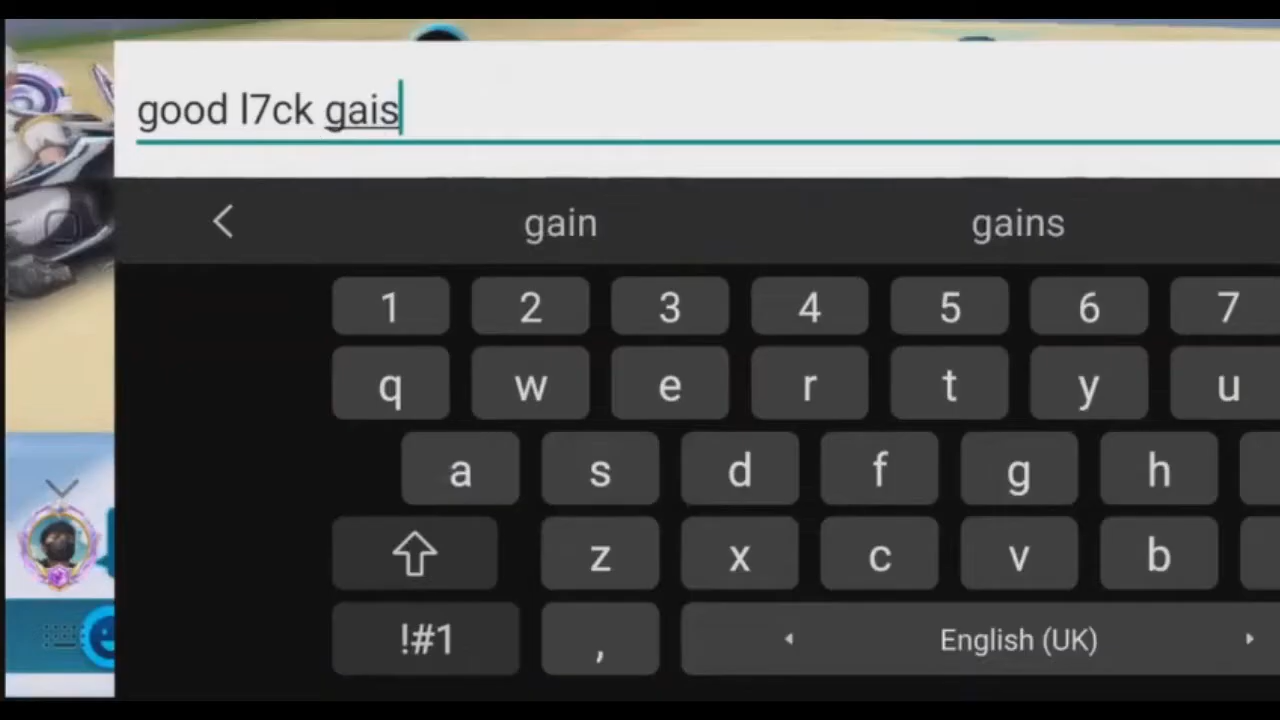 good l7ck gais
gain gains
1 2 3 4 5 6 7
q w e r t y u
a s d f g h
z x c v b
!#1 , English (UK)